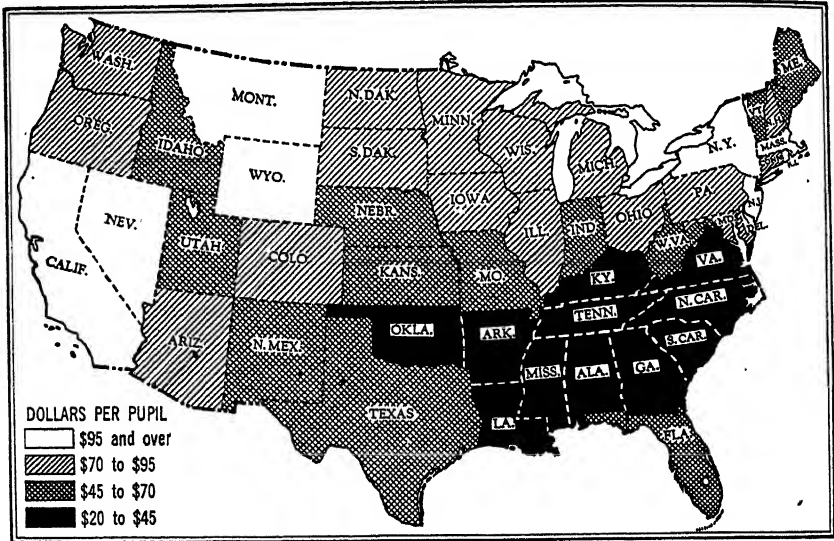 WASH.
OREG.
CALIF.
NEV.
IDAHO
MONT.
WYO.
UTAH
ARIZ.
COLO
N.MEX.
N.DAK.
S.DAK.
NEBR.
KANS.
OKLA.
TEXAS
MINN.
IOWA
MO.
ARK.
LA.
WIS.
ILL.
MICH.
IND
OHIO
KY.
TENN.
MISS.
ALA.
GA.
FLA.
S.CAR.
N.CAR.
VA.
W.VA.
PA.
N.Y.
N.J.
DEL.
MD.
VT.
ME.
MASS.
R.I.
DOLLARS PER PUPIL
$95 and over
$70 to $95
$45 to $70
$20 to $45